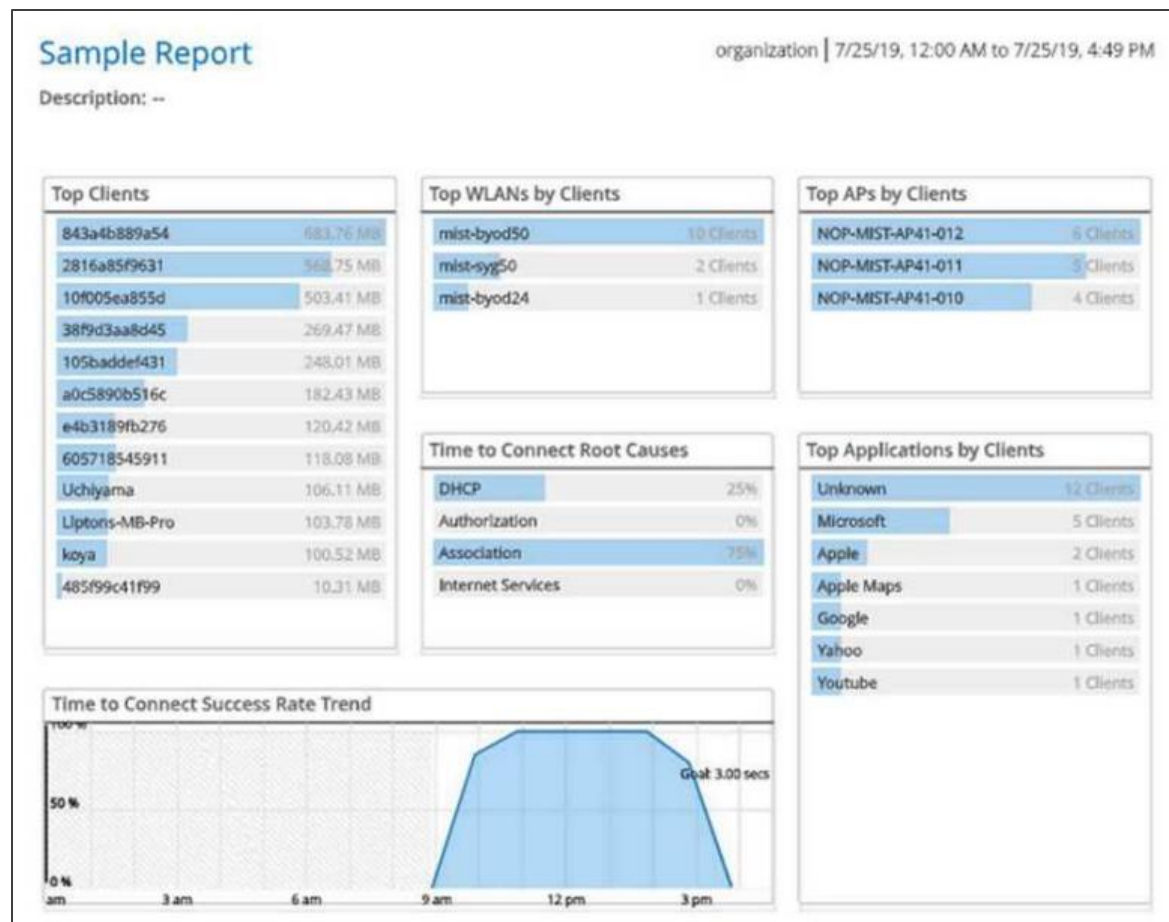 Sample Report
organization | 7/25/19, 12:00 AM to 7/25/19, 4:49 PM
Description: --
Top Clients
843a4b889a54 683.76 MB
2816a85f9631 568.75 MB
10f005ea855d 503.41 MB
38f9d3aa8d45 269.47 MB
105baddef431 248.01 MB
a0c5890b516c 182.43 MB
e4b3189fb276 120.42 MB
605718545911 118.08 MB
Uchiyama 106.11 MB
Liptons-MB-Pro 103.78 MB
koya 100.52 MB
485f99c41f99 10.31 MB
Top WLANs by Clients
mist-byod50 10 Clients
mist-syg50 2 Clients
mist-byod24 1 Clients
Top APs by Clients
NOP-MIST-AP41-012 6 Clients
NOP-MIST-AP41-011 5 Clients
NOP-MIST-AP41-010 4 Clients
Time to Connect Root Causes
DHCP 25%
Authorization 0%
Association 75%
Internet Services 0%
Top Applications by Clients
Unknown 12 Clients
Microsoft 5 Clients
Apple 2 Clients
Apple Maps 1 Clients
Google 1 Clients
Yahoo 1 Clients
Youtube 1 Clients
Time to Connect Success Rate Trend
100 %
Goal: 3.00 secs
50 %
0 %
am 3 am 6 am 9 am 12 pm 3 pm